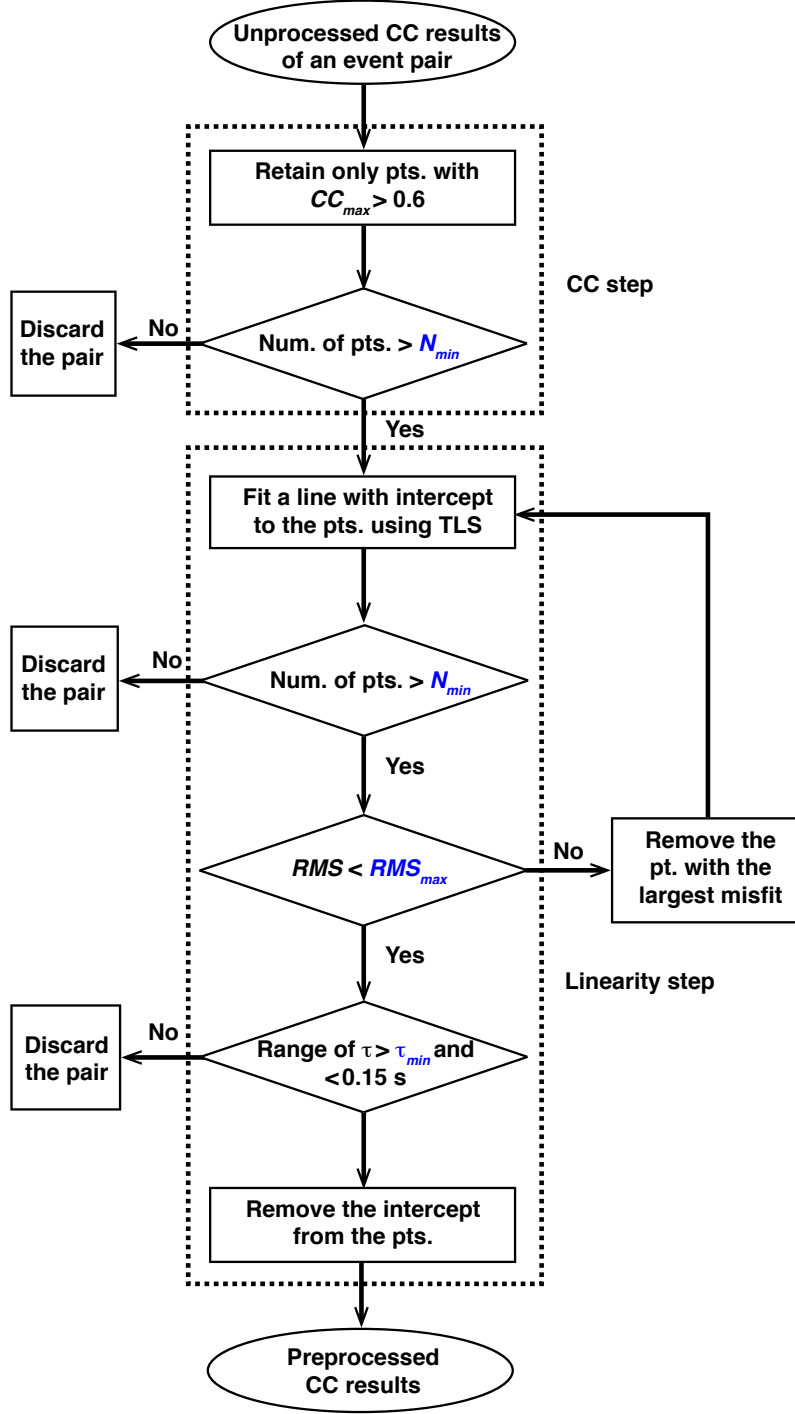 Unprocessed CC results
of an event pair
Retain only pts. with
CCmax > 0.6
CC step
Discard
the pair
No
Num. of pts. > Nmin
Yes
Fit a line with intercept
to the pts. using TLS
Discard
the pair
No
Num. of pts. > Nmin
Yes
RMS < RMSmax
No
Remove the
pt. with the
largest misfit
Yes
Linearity step
Discard
the pair
No
Range of τ > τmin and
<0.15 s
Remove the intercept
from the pts.
Preprocessed
CC results